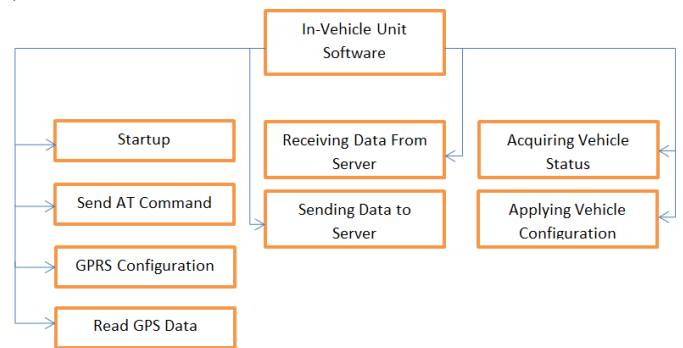 In-Vehicle Unit
Software
Startup
Send AT Command
GPRS Configuration
Read GPS Data
Receiving Data From
Server
Sending Data to
Server
Acquiring Vehicle
Status
Applying Vehicle
Configuration